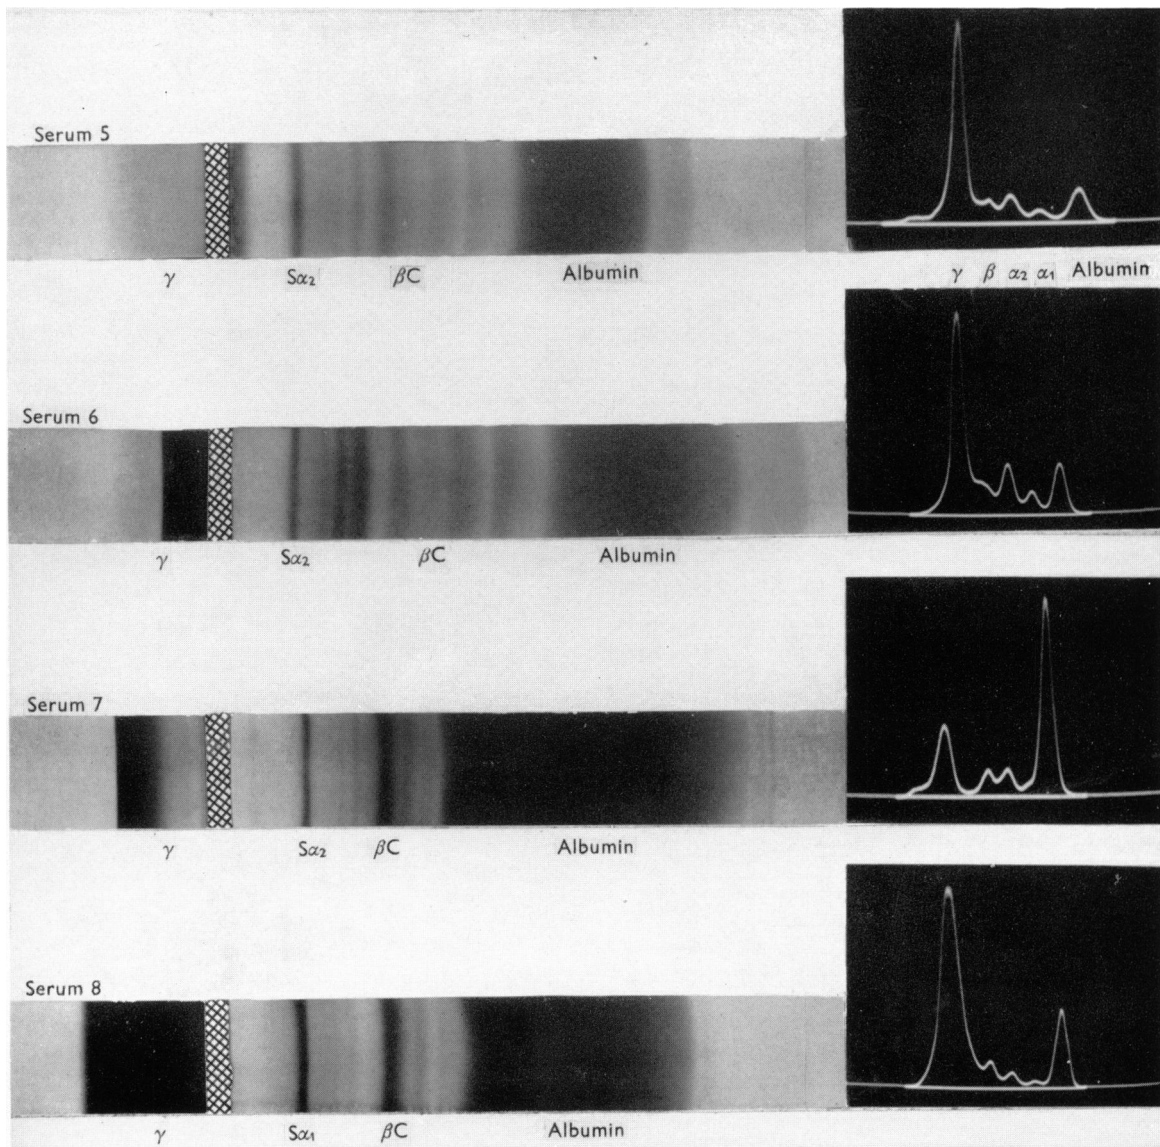 Serum 5
γ Sα₂ βC Albumin γ β α₂ α₁ Albumin
Serum 6
γ Sα₂ βC Albumin
Serum 7
γ Sα₂ βC Albumin
Serum 8
γ Sα₁ βC Albumin